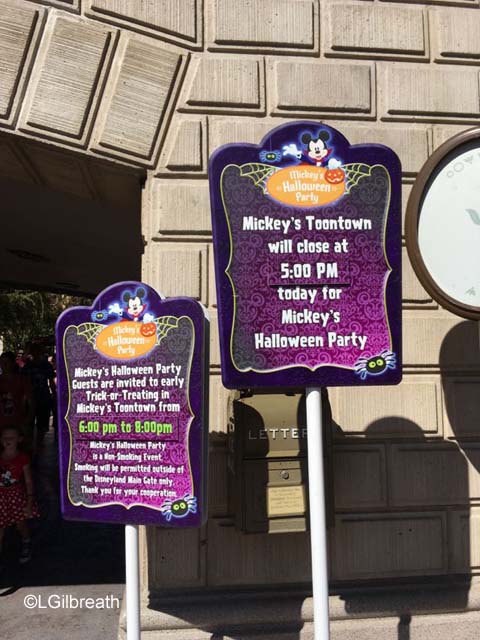 Mickey's
Halloween
Party
Mickey's Toontown
will close at
5:00 PM
today for
Mickey's
Halloween Party
Mickey's
Halloween
Party
Mickey's Halloween Party
Guests are invited to early
Trick-or-Treating in
Mickey's Toontown from
6:00 pm to 8:00pm
Mickey's Halloween Party
is a Non-Smoking Event.
Smoking will be permitted outside of
the Disneyland Main Gate only.
Thank you for your cooperation.
LETTER
©LGilbreath